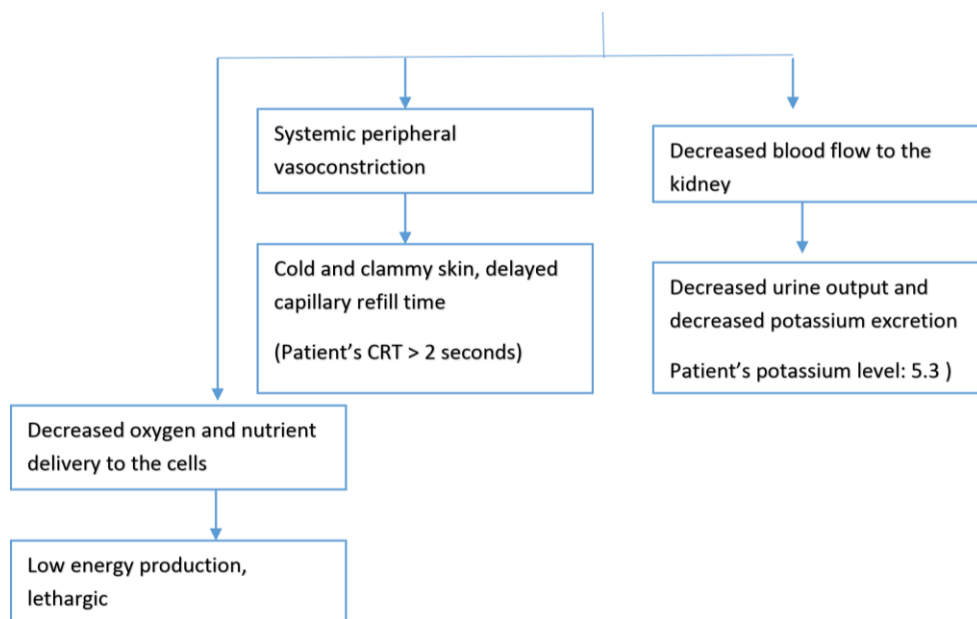 Systemic peripheral
vasoconstriction
Decreased blood flow to the
kidney
Cold and clammy skin, delayed
capillary refill time
(Patient’s CRT > 2 seconds)
Decreased urine output and
decreased potassium excretion
Patient’s potassium level: 5.3 )
Decreased oxygen and nutrient
delivery to the cells
Low energy production,
lethargic